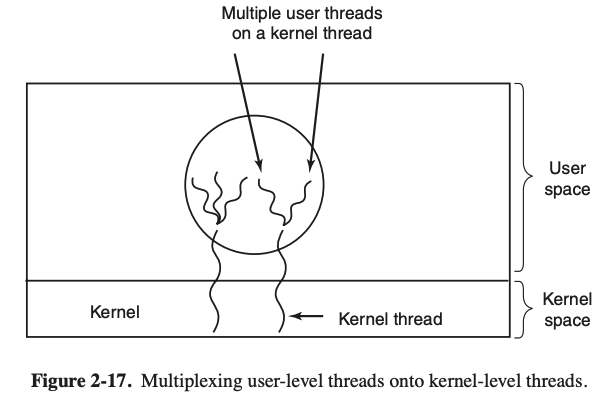 Multiple user threads
on a kernel thread
User
space
Kernel
Kernel thread
Kernel
space
Figure 2-17. Multiplexing user-level threads onto kernel-level threads.